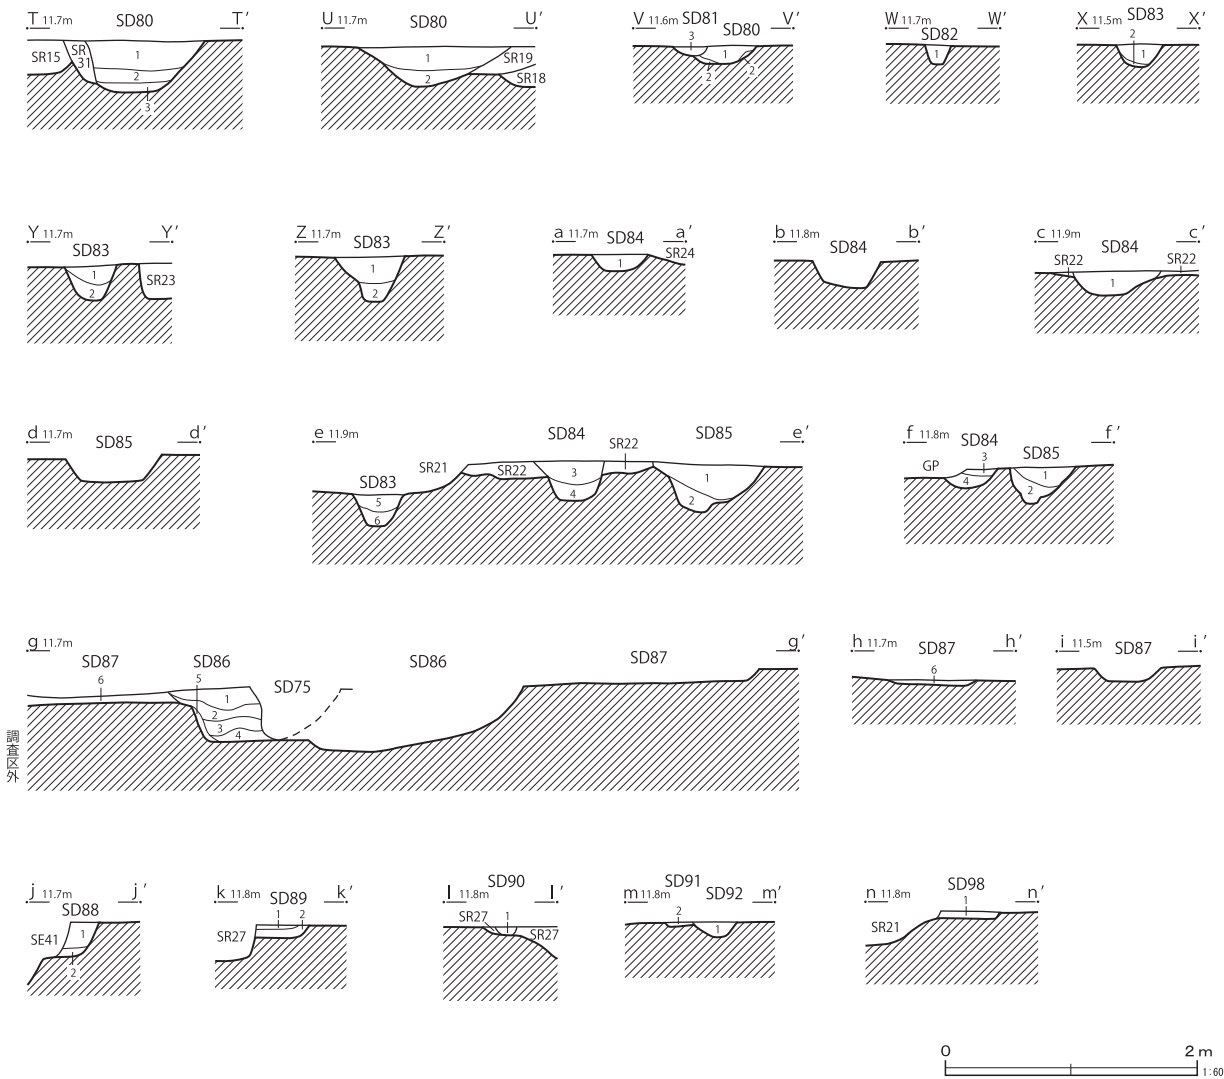 T 11.7m SD80 T′
SR15 SR 31 1
2
3
U 11.7m SD80 U′
1 SR19
2 SR18
V 11.6m SD81 SD80 V′
3 1
2 2
W 11.7m W′
SD82
1
X 11.5m SD83 X′
2
1
Y 11.7m Y′
SD83
1
2 SR23
Z 11.7m SD83 Z′
1
2
a 11.7m SD84 a′
1 SR24
b 11.8m SD84 b′
c 11.9m SD84 c′
SR22 SR22
1
d 11.7m SD85 d′
e 11.9m SD84 SR22 SD85 e′
SR21 SR22 3 1
SD83 4 2
5
6
f 11.8m SD84 SD85 f′
GP 3 1
4 2
g 11.7m g′
SD87 SD86 SD75 SD86 SD87
6 5 1
2
3 4
調査区外
h 11.7m SD87 h′
6
i 11.5m SD87 i′
j 11.7m j′
SD88
SE41 1
2
k 11.8m SD89 k′
1 2
SR27
l 11.8m SD90 l′
SR27 1
SR27
m 11.8m SD91 SD92 m′
2
1
n 11.8m SD98 n′
1
SR21
0 2 m
1:60